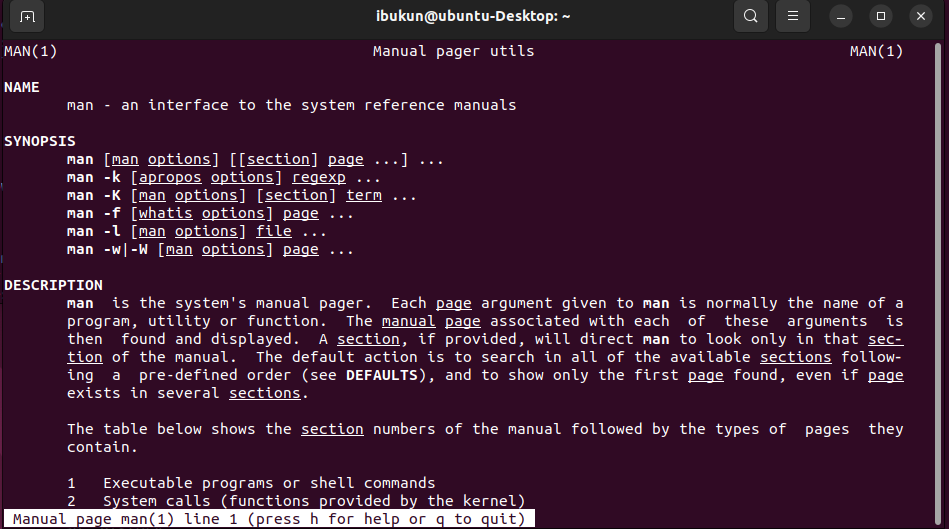 ibukun@ubuntu-Desktop: ~
MAN(1) Manual pager utils MAN(1)
NAME
man - an interface to the system reference manuals
SYNOPSIS
man [man options] [[section] page ...] ...
man -k [apropos options] regexp ...
man -K [man options] [section] term ...
man -f [whatis options] page ...
man -l [man options] file ...
man -w|-W [man options] page ...
DESCRIPTION
man is the system's manual pager. Each page argument given to man is normally the name of a
program, utility or function. The manual page associated with each of these arguments is
then found and displayed. A section, if provided, will direct man to look only in that sec-
tion of the manual. The default action is to search in all of the available sections follow-
ing a pre-defined order (see DEFAULTS), and to show only the first page found, even if page
exists in several sections.
The table below shows the section numbers of the manual followed by the types of pages they
contain.
1 Executable programs or shell commands
2 System calls (functions provided by the kernel)
Manual page man(1) line 1 (press h for help or q to quit)